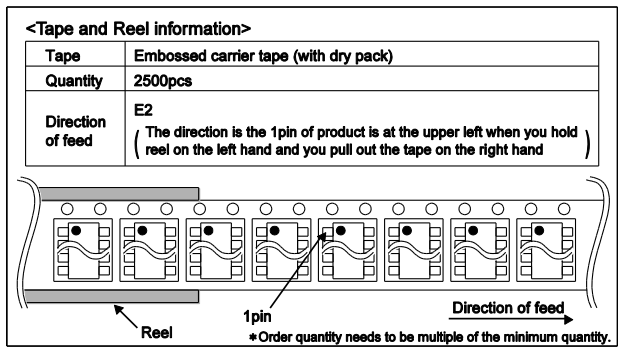 <Tape and Reel information>
Tape Embossed carrier tape (with dry pack)
Quantity 2500pcs
Direction of feed E2
( The direction is the 1pin of product is at the upper left when you hold
reel on the left hand and you pull out the tape on the right hand )
1pin
Direction of feed
Reel
*Order quantity needs to be multiple of the minimum quantity.